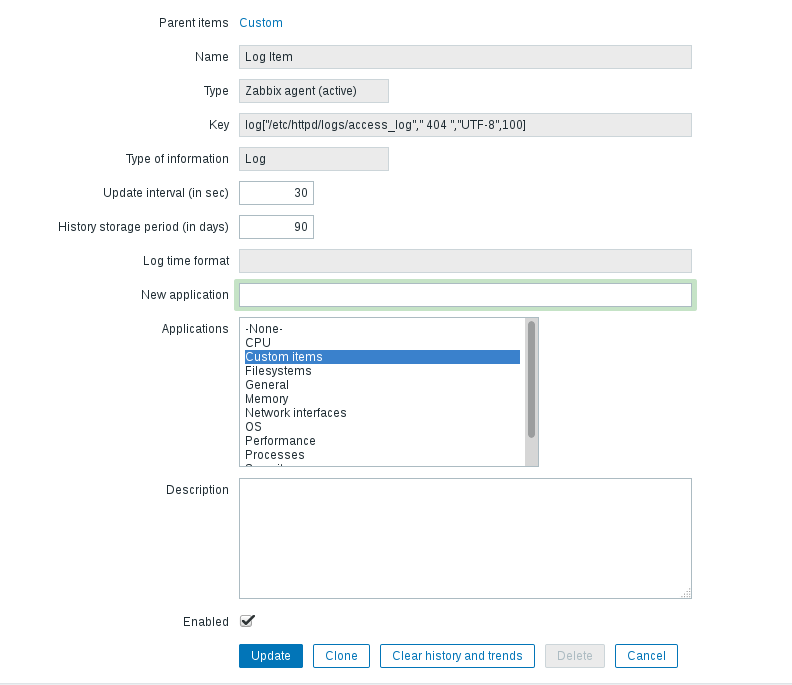 Parent items Custom
Name Log Item
Type Zabbix agent (active)
Key log["/etc/httpd/logs/access_log"," 404 ","UTF-8",100]
Type of information Log
Update interval (in sec) 30
History storage period (in days) 90
Log time format
New application
Applications -None-
CPU
Custom items
Filesystems
General
Memory
Network interfaces
OS
Performance
Processes
Description
Enabled
Update Clone Clear history and trends Delete Cancel